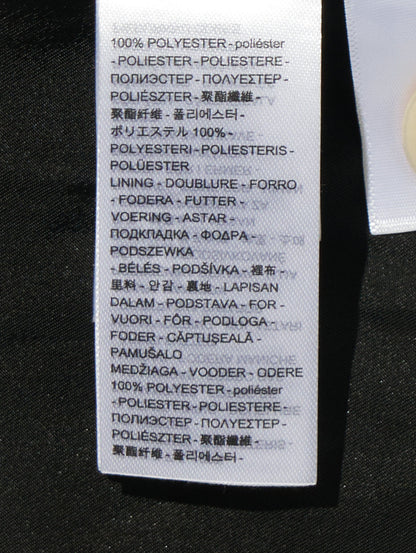 100% POLYESTER - poliéster
- POLIESTER - POLIESTERE -
ПОЛИЭСТЕР - ΠΟΛΥΕΣΤΕΡ -
POLIÉSZTER - 聚酯纖維 -
聚酯纤维 - 폴리에스터 -
ポリエステル 100% -
POLYESTERI - POLIESTERIS -
POLÜESTER
LINING - DOUBLURE - FORRO
- FODERA - FUTTER -
VOERING - ASTAR -
ПОДКЛАДКА - ΦΟΔΡΑ -
PODSZEWKA
- BÉLÉS - PODŠÍVKA - 裡布 -
里料 - 안감 - 裏地 - LAPISAN
DALAM - PODSTAVA - FOR -
VUORI - FÔR - PODLOGA
FODER - CĂPTUȘEALĂ -
PAMUŠALO
MEDŽIAGA - VOODER - ODERE
100% POLYESTER - poliéster
- POLIESTER - POLIESTERE -
ПОЛИЭСТЕР - ΠΟΛΥΕΣΤΕΡ -
POLIÉSZTER - 聚酯纖維 -
聚酯纤维 - 폴리에스터 -